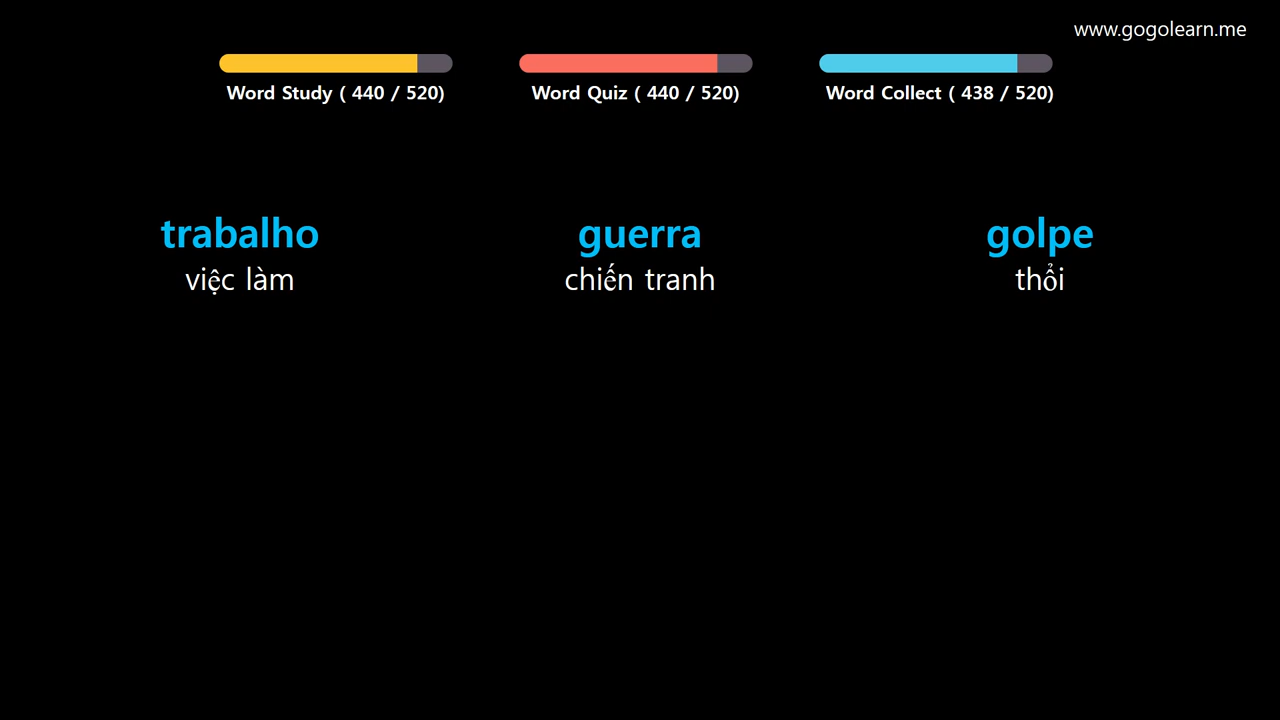 www.gogolearn.me
Word Study ( 440 / 520)
Word Quiz ( 440 / 520)
Word Collect ( 438 / 520)
trabalho
việc làm
guerra
chiến tranh
golpe
thổi